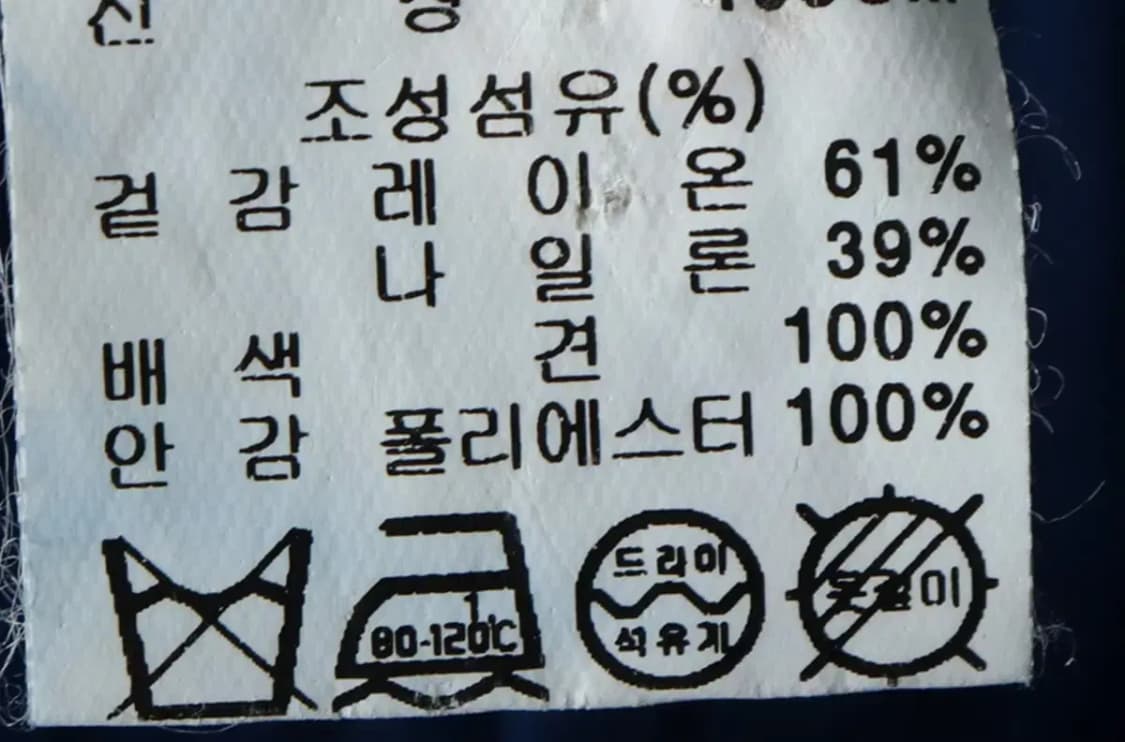 조성섬유(%)
겉 감 레 이 온 61%
나 일 론 39%
배 색 견 100%
안 감 폴리에스터 100%
1
80-120℃
드라이
석유계